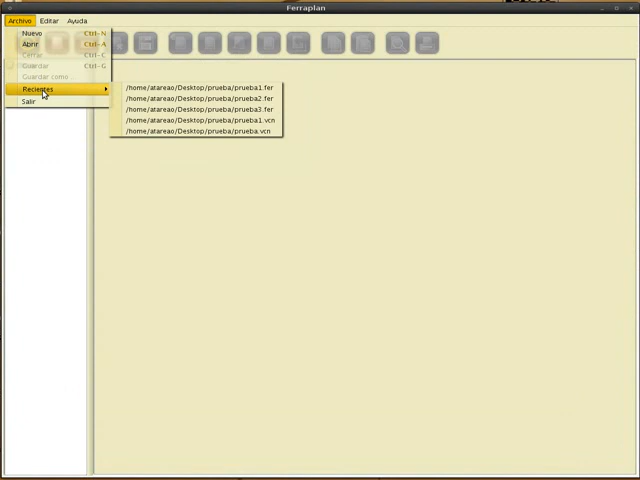 Ferraplan
Archivo Editar Ayuda
Nuevo Ctrl-N
Abrir Ctrl-A
Cerrar Ctrl-C
Guardar Ctrl-G
Guardar como ...
Recientes
Salir
/home/atareao/Desktop/prueba/prueba1.fer
/home/atareao/Desktop/prueba/prueba2.fer
/home/atareao/Desktop/prueba/prueba3.fer
/home/atareao/Desktop/prueba/prueba1.vcn
/home/atareao/Desktop/prueba/prueba.vcn